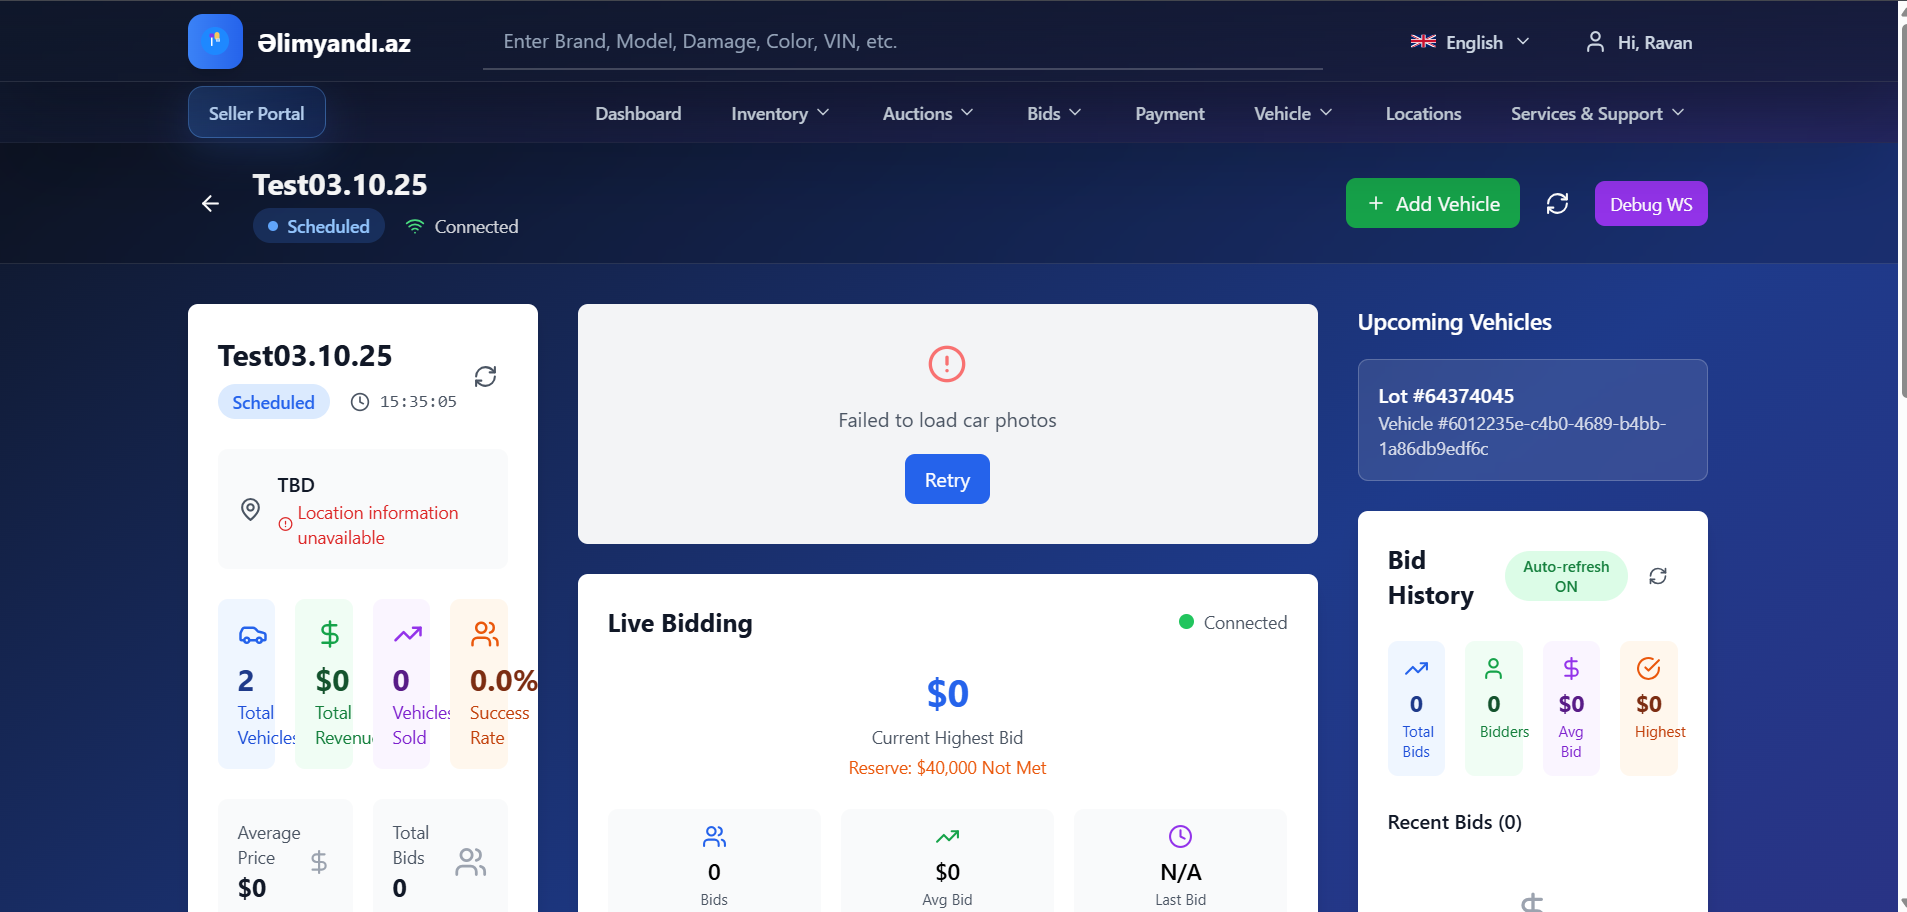 Əlimyandı.az
Enter Brand, Model, Damage, Color, VIN, etc.
English
Hi, Ravan
Seller Portal
Dashboard
Inventory
Auctions
Bids
Payment
Vehicle
Locations
Services & Support
Test03.10.25
Scheduled
Connected
+ Add Vehicle
Debug WS
Test03.10.25
Scheduled
15:35:05
TBD
Location information
unavailable
2
Total
Vehicles
$0
Total
Revenu
0
Vehicles
Sold
0.0%
Success
Rate
Average
Price
$0
Total
Bids
0
Failed to load car photos
Retry
Live Bidding
Connected
$0
Current Highest Bid
Reserve: $40,000 Not Met
0
Bids
$0
Avg Bid
N/A
Last Bid
Upcoming Vehicles
Lot #64374045
Vehicle #6012235e-c4b0-4689-b4bb-
1a86db9edf6c
Bid
History
Auto-refresh
ON
0
Total
Bids
0
Bidders
$0
Avg
Bid
$0
Highest
Recent Bids (0)